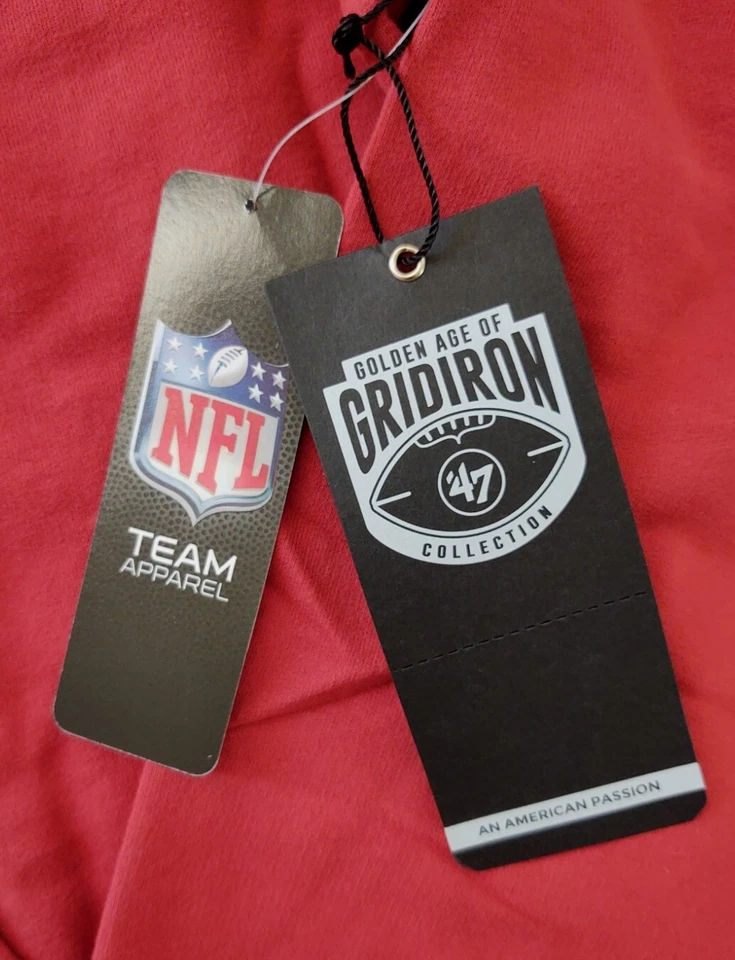 NFL
TEAM
APPAREL
GOLDEN AGE OF
GRIDIRON
'47
COLLECTION
AN AMERICAN PASSION